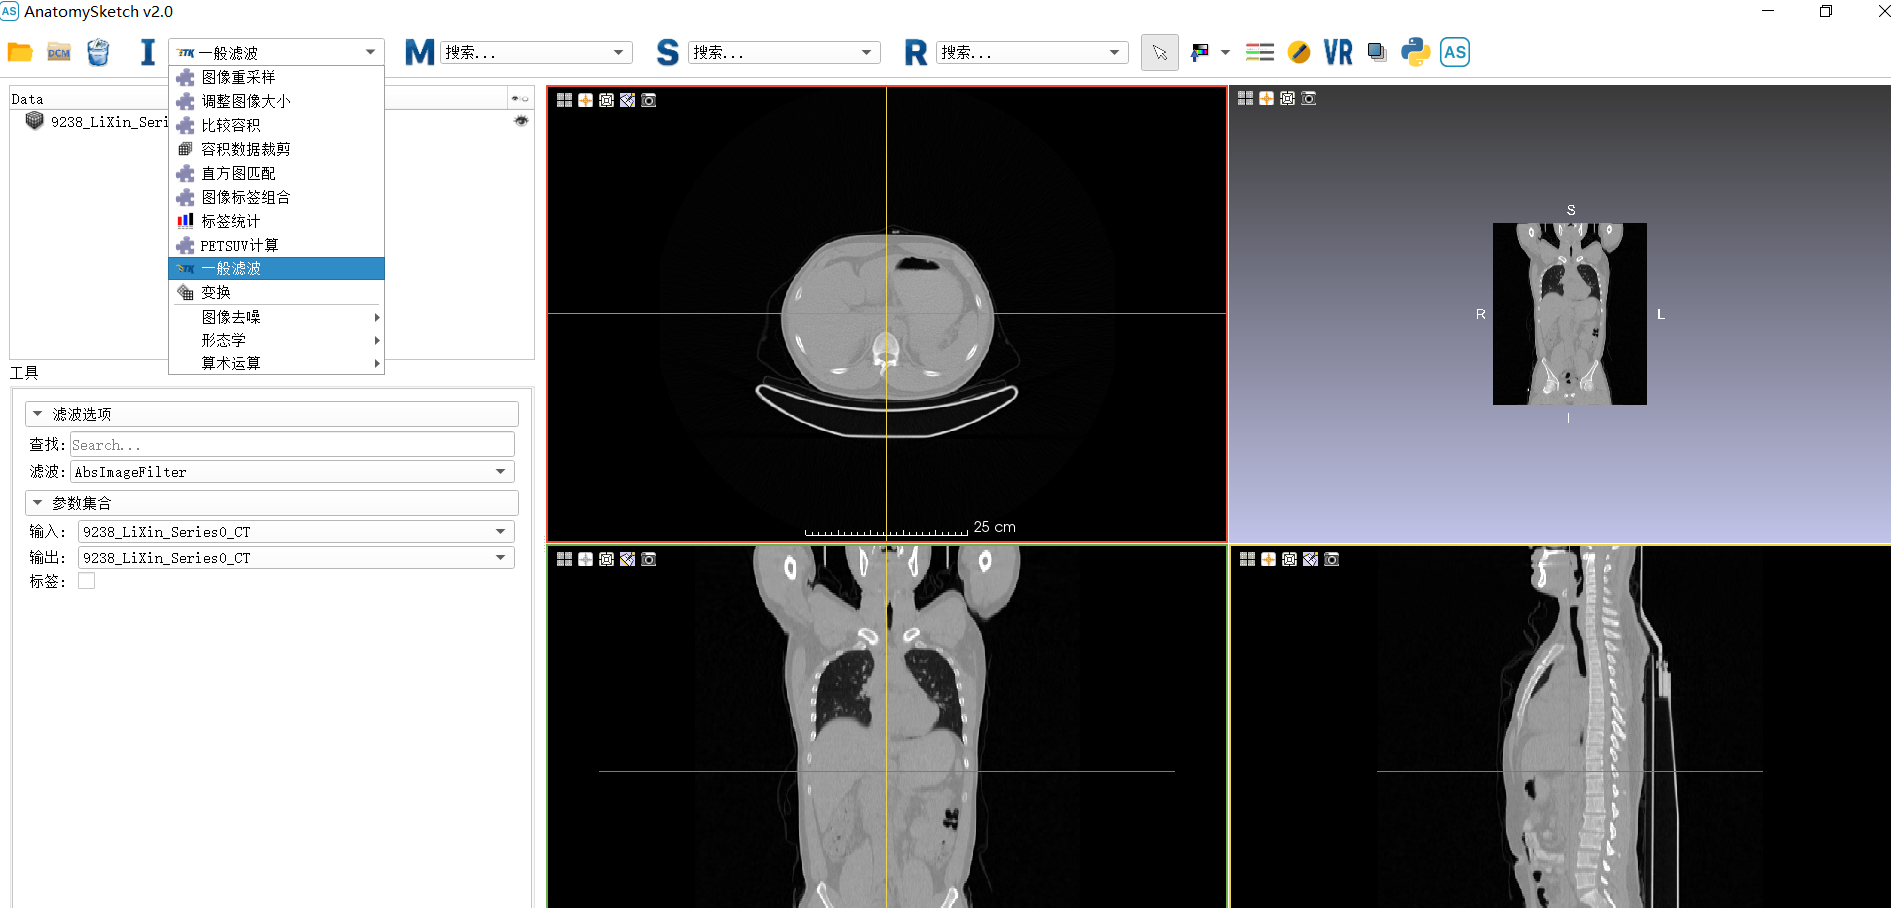 AS AnatomySketch v2.0
DCM I ITK 一般滤波 M 搜索... S 搜索... R 搜索... VR AS
图像重采样
调整图像大小
比较容积
容积数据裁剪
直方图匹配
图像标签组合
标签统计
PETSUV计算
ITK 一般滤波
变换
图像去噪
形态学
算术运算
Data
9238_LiXin_Seri
工具
滤波选项
查找: Search...
滤波: AbsImageFilter
参数集合
输入: 9238_LiXin_Series0_CT
输出: 9238_LiXin_Series0_CT
标签:
25 cm
S
R
L
I